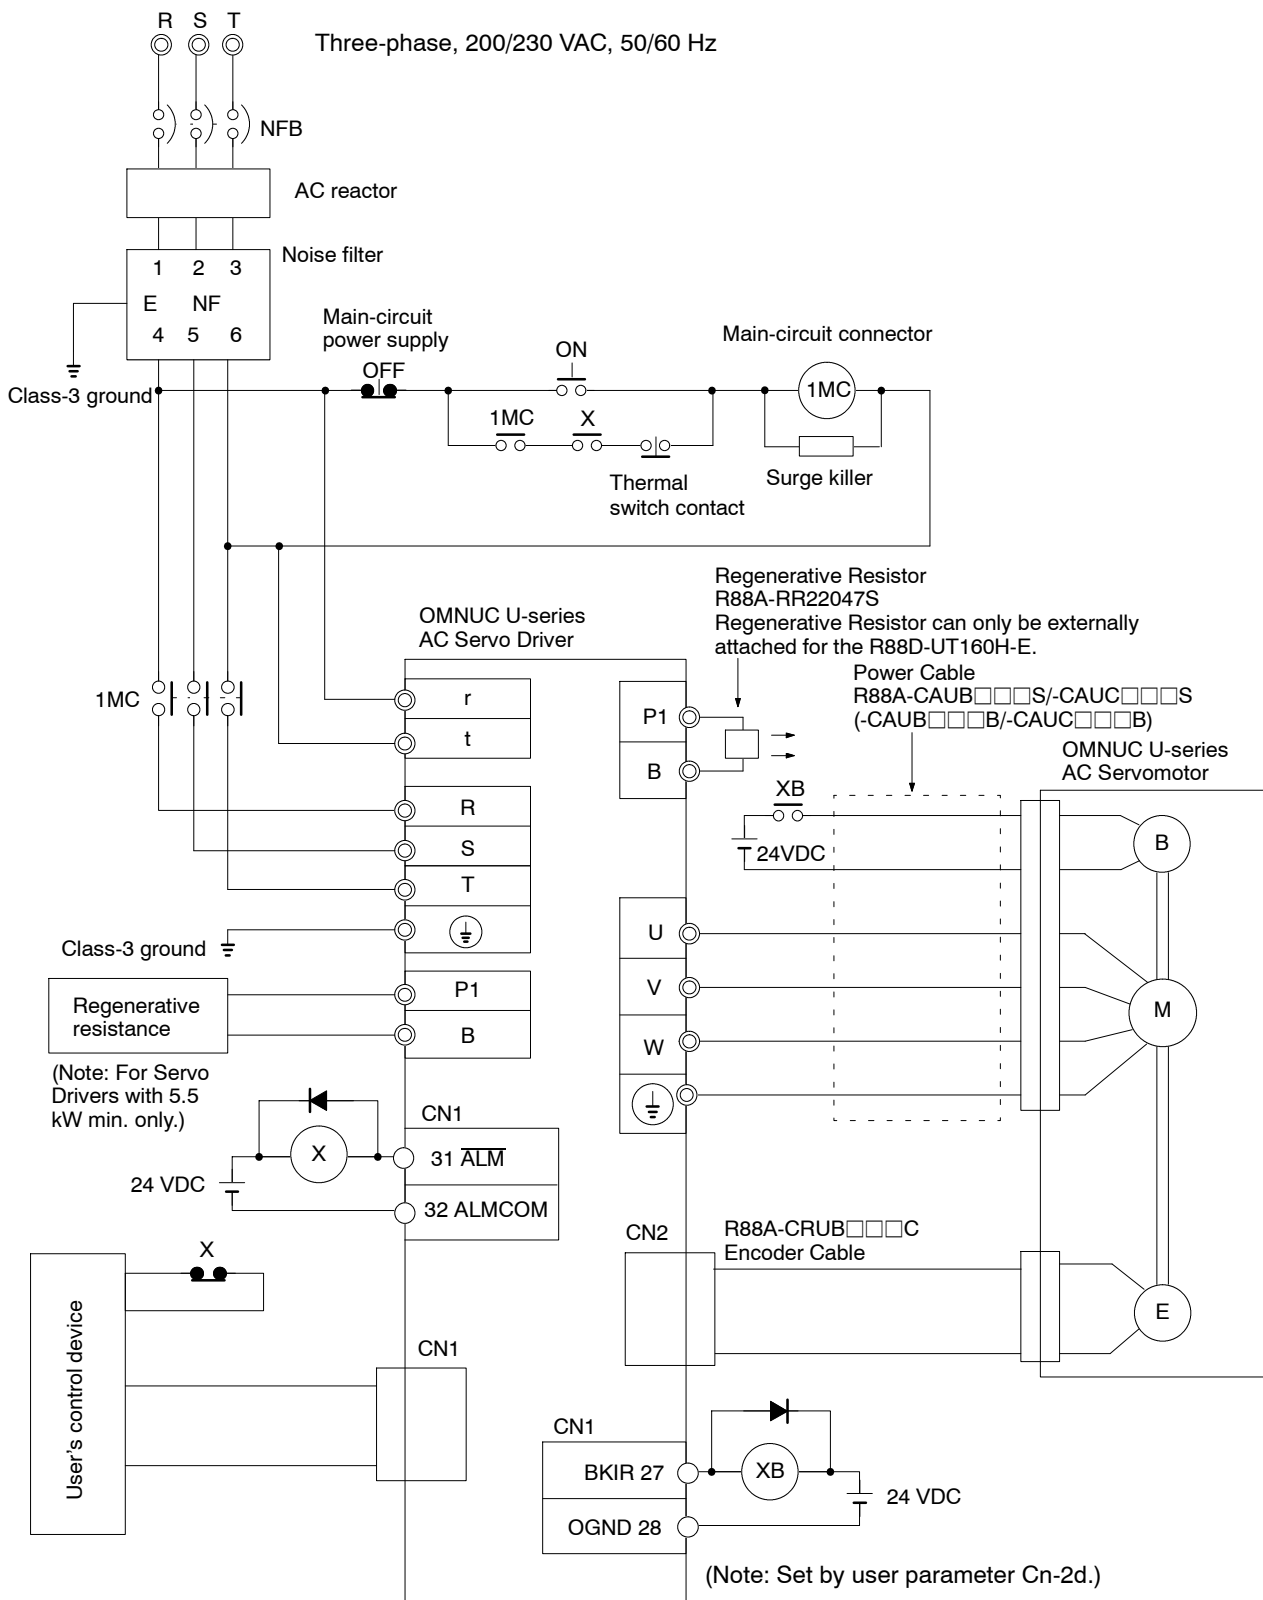 R S T
Three-phase, 200/230 VAC, 50/60 Hz
NFB
AC reactor
Noise filter
1 2 3
E NF
4 5 6
Class-3 ground
Main-circuit
power supply
OFF
ON
Main-circuit connector
1MC
1MC
X
Thermal
switch contact
Surge killer
OMNUC U-series
AC Servo Driver
Regenerative Resistor
R88A-RR22047S
Regenerative Resistor can only be externally
attached for the R88D-UT160H-E.
Power Cable
R88A-CAUB□□□S/-CAUC□□□S
(-CAUB□□□B/-CAUC□□□B)
OMNUC U-series
AC Servomotor
1MC
r
t
R
S
T
Class-3 ground
P1
B
Regenerative
resistance
(Note: For Servo
Drivers with 5.5
kW min. only.)
P1
B
XB
24VDC
B
U
V
W
M
CN1
X
31 ALM
24 VDC
32 ALMCOM
CN2
R88A-CRUB□□□C
Encoder Cable
E
X
User's control device
CN1
CN1
BKIR 27
XB
24 VDC
OGND 28
(Note: Set by user parameter Cn-2d.)